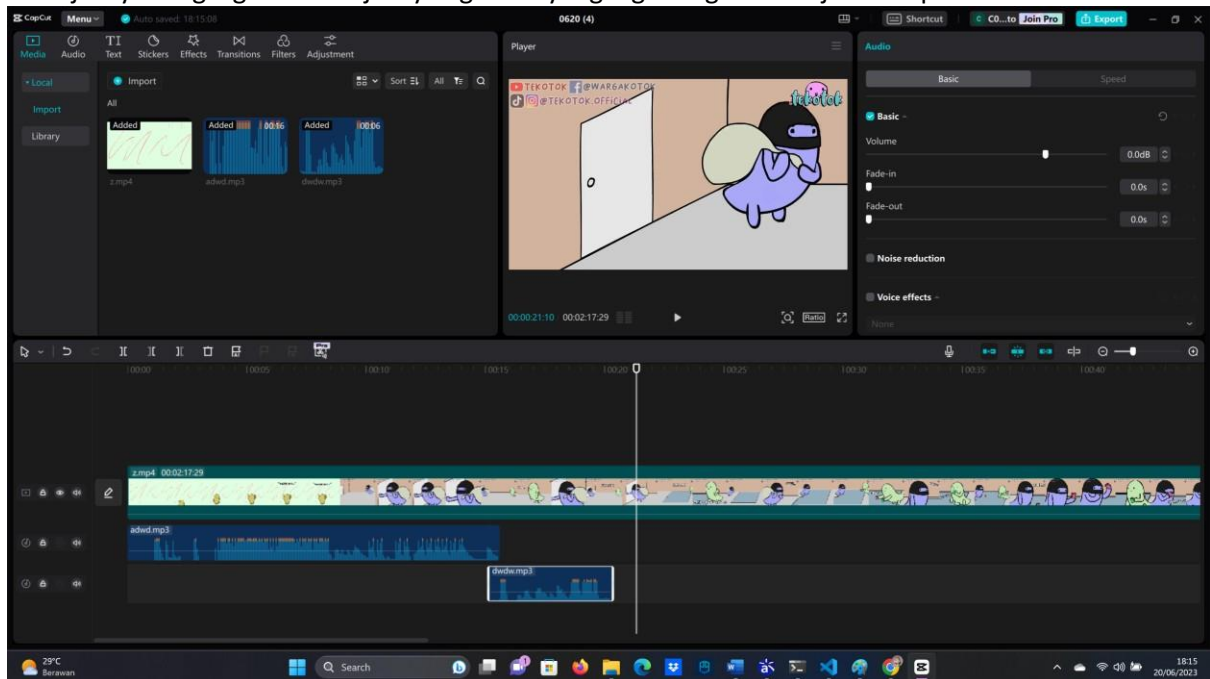 CapCut Menu Auto saved: 18:15:08 0620 (4) Shortcut C C0...to Join Pro Export
Media Audio Text Stickers Effects Transitions Filters Adjustment
Local
Import
Library
Import Sort All
All
Added
Added 00:16
Added 00:06
z.mp4 adwd.mp3 dwdw.mp3
Player
TEKOTOK @WARGAKOTOK
@TEKOTOK.OFFICIAL
tekotok
00:00:21:10 00:02:17:29 Ratio
Audio
Basic Speed
Basic
Volume
0.0dB
Fade-in
0.0s
Fade-out
0.0s
Noise reduction
Voice effects
None
00:00 00:05 00:10 00:15 00:20 00:25 00:30 00:35 00:40
z.mp4 00:02:17:29
adwd.mp3
dwdw.mp3
29°C
Berawan
Search
18:15
20/06/2023